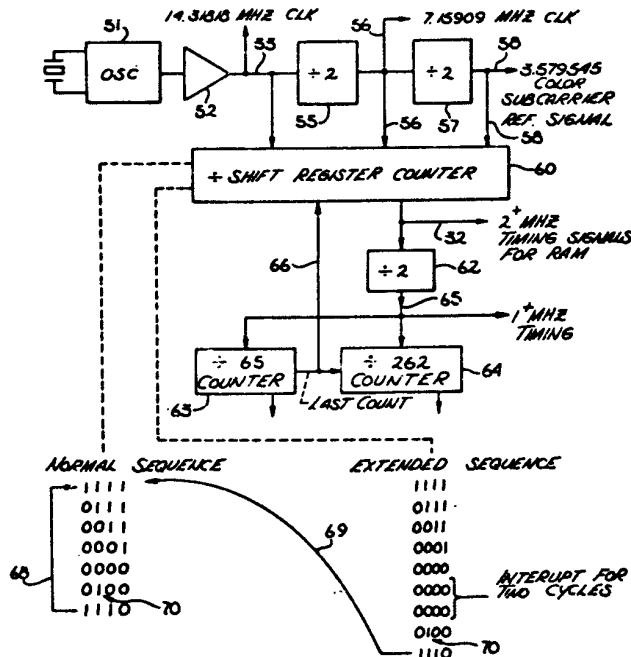 14.31818 MHZ CLK
7.15909 MHZ CLK
51
OSC
52
53
÷2
55
56
56
÷2
57
58
3.579545
COLOR
SUBCARRIER
REF. SIGNAL
58
÷ SHIFT REGISTER COUNTER
60
66
32
2+ MHZ
TIMING SIGNALS
FOR RAM
÷2
62
65
1+ MHZ
TIMING
÷ 65
COUNTER
63
LAST COUNT
÷ 262
COUNTER
64
NORMAL SEQUENCE
1111
0111
0011
0001
0000
0100
1110
68
70
69
EXTENDED SEQUENCE
1111
0111
0011
0001
0000
0000
0000
0100
1110
INTERUPT FOR
TWO CYCLES
70